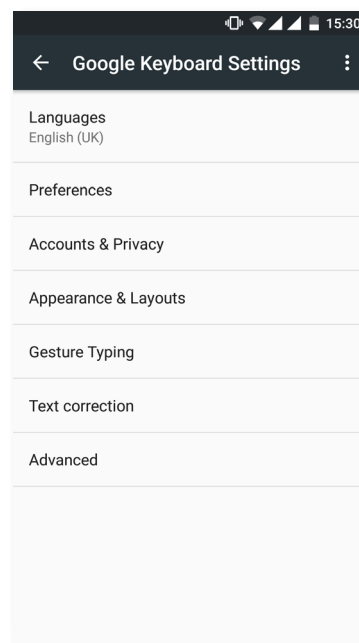 15:30
Google Keyboard Settings
Languages
English (UK)
Preferences
Accounts & Privacy
Appearance & Layouts
Gesture Typing
Text correction
Advanced